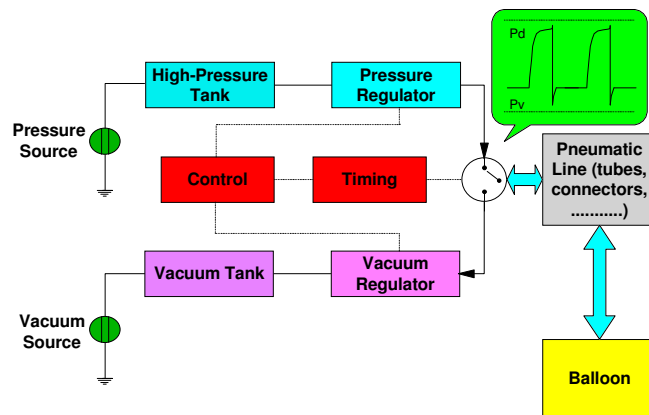 Pd
Pv
High-Pressure
Tank
Pressure
Regulator
Pressure
Source
Pneumatic
Line (tubes,
connectors,
...........)
Control
Timing
Vacuum Tank
Vacuum
Regulator
Vacuum
Source
Balloon